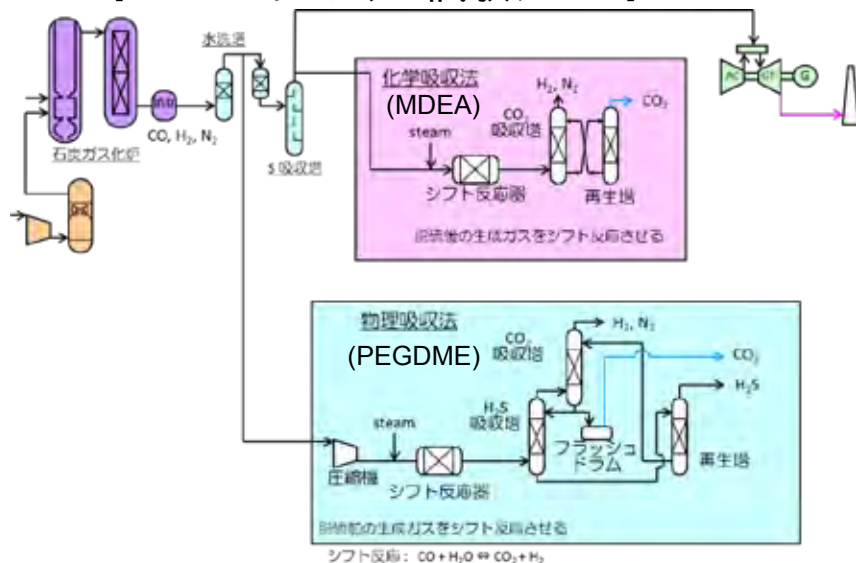 水洗塔
石炭ガス化炉
CO, H₂, N₂
S 吸収塔
AC
GT
G
化学吸収法
(MDEA)
H₂, N₂
CO₂
吸収塔
CO₂
steam
シフト反応器
再生塔
脱硫後の生成ガスをシフト反応させる
物理吸収法
(PEGDME)
CO₂
吸収塔
H₂, N₂
CO₂
H₂S
H₂S
吸収塔
steam
フラッシュ
ドラム
再生塔
圧縮機
シフト反応器
脱硫前の生成ガスをシフト反応させる
シフト反応: CO + H₂O ⇔ CO₂ + H₂